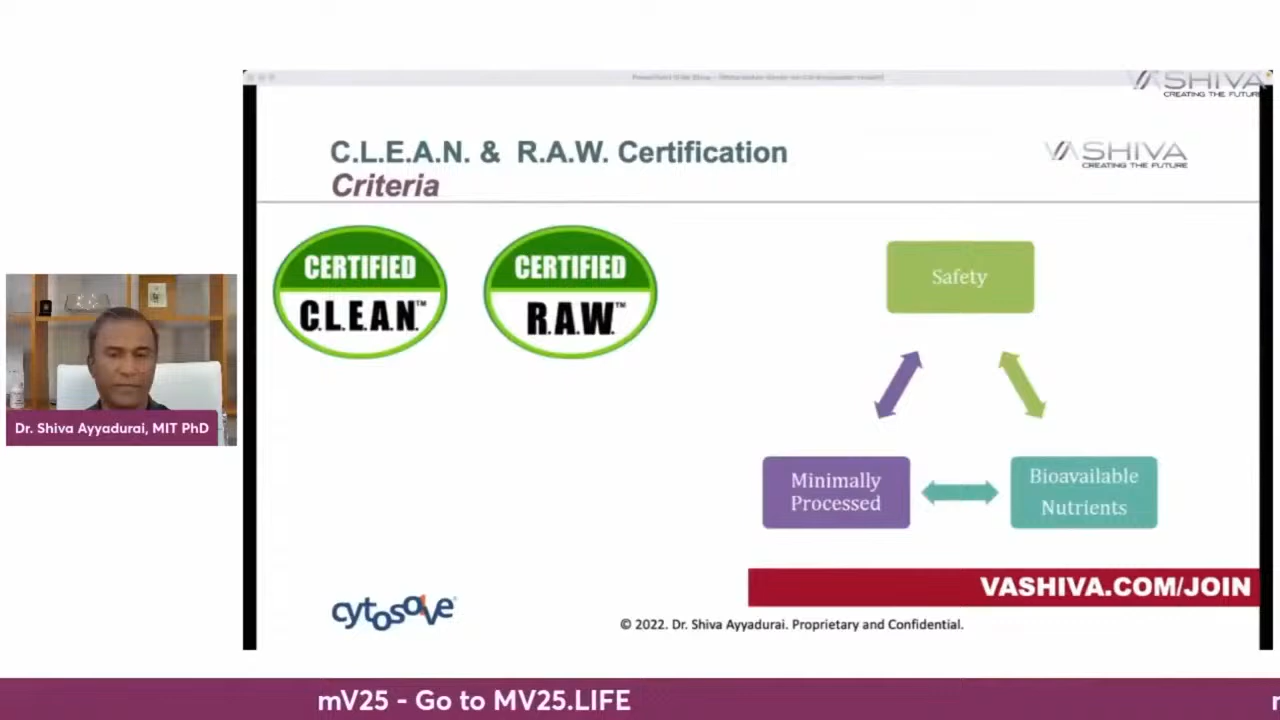 VASHIVA
CREATING THE FUTURE
C.L.E.A.N. & R.A.W. Certification
Criteria
VASHIVA
CREATING THE FUTURE
CERTIFIED
C.L.E.A.N.™
CERTIFIED
R.A.W.™
Safety
Minimally
Processed
Bioavailable
Nutrients
Dr. Shiva Ayyadurai, MIT PhD
VASHIVA.COM/JOIN
cytosolve®
© 2022. Dr. Shiva Ayyadurai. Proprietary and Confidential.
mV25 - Go to MV25.LIFE